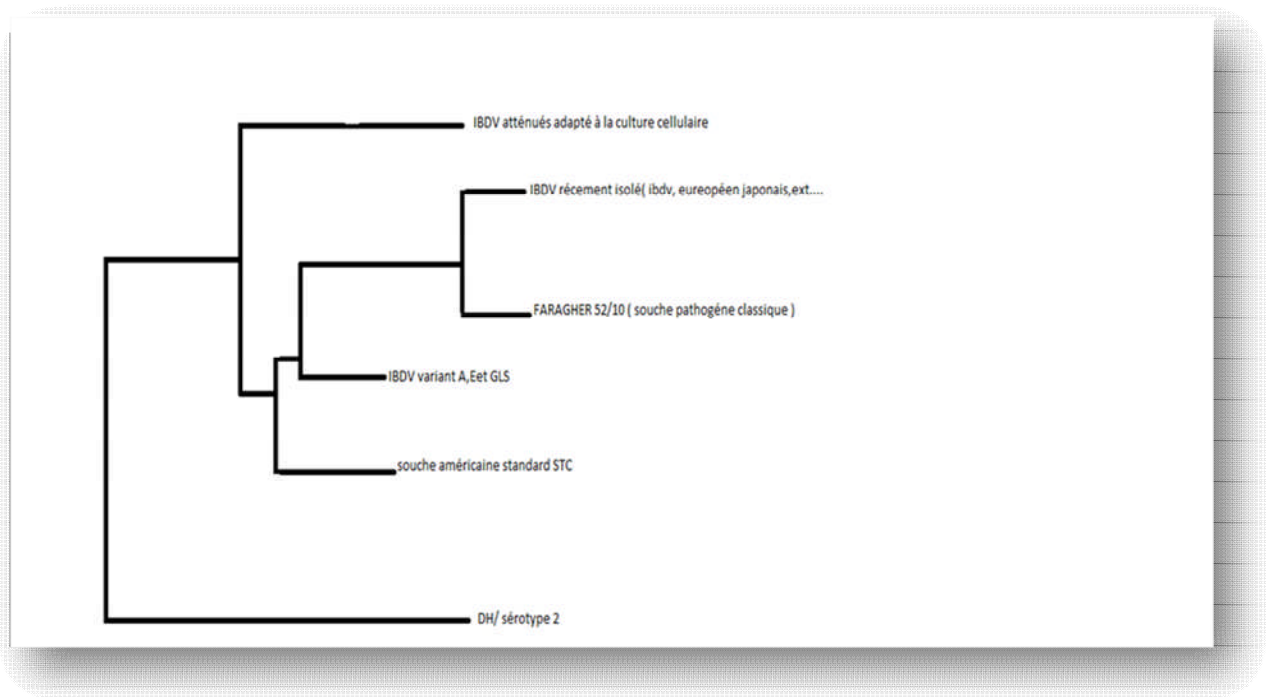 IBDV atténués adapté à la culture cellulaire
IBDV récement isolé( ibdv, eureopéen japonais,ext....
FARAGHER 52/10 ( souche pathogéne classique )
IBDV variant A,Eet GLS
souche américaine standard STC
DH/ sérotype 2